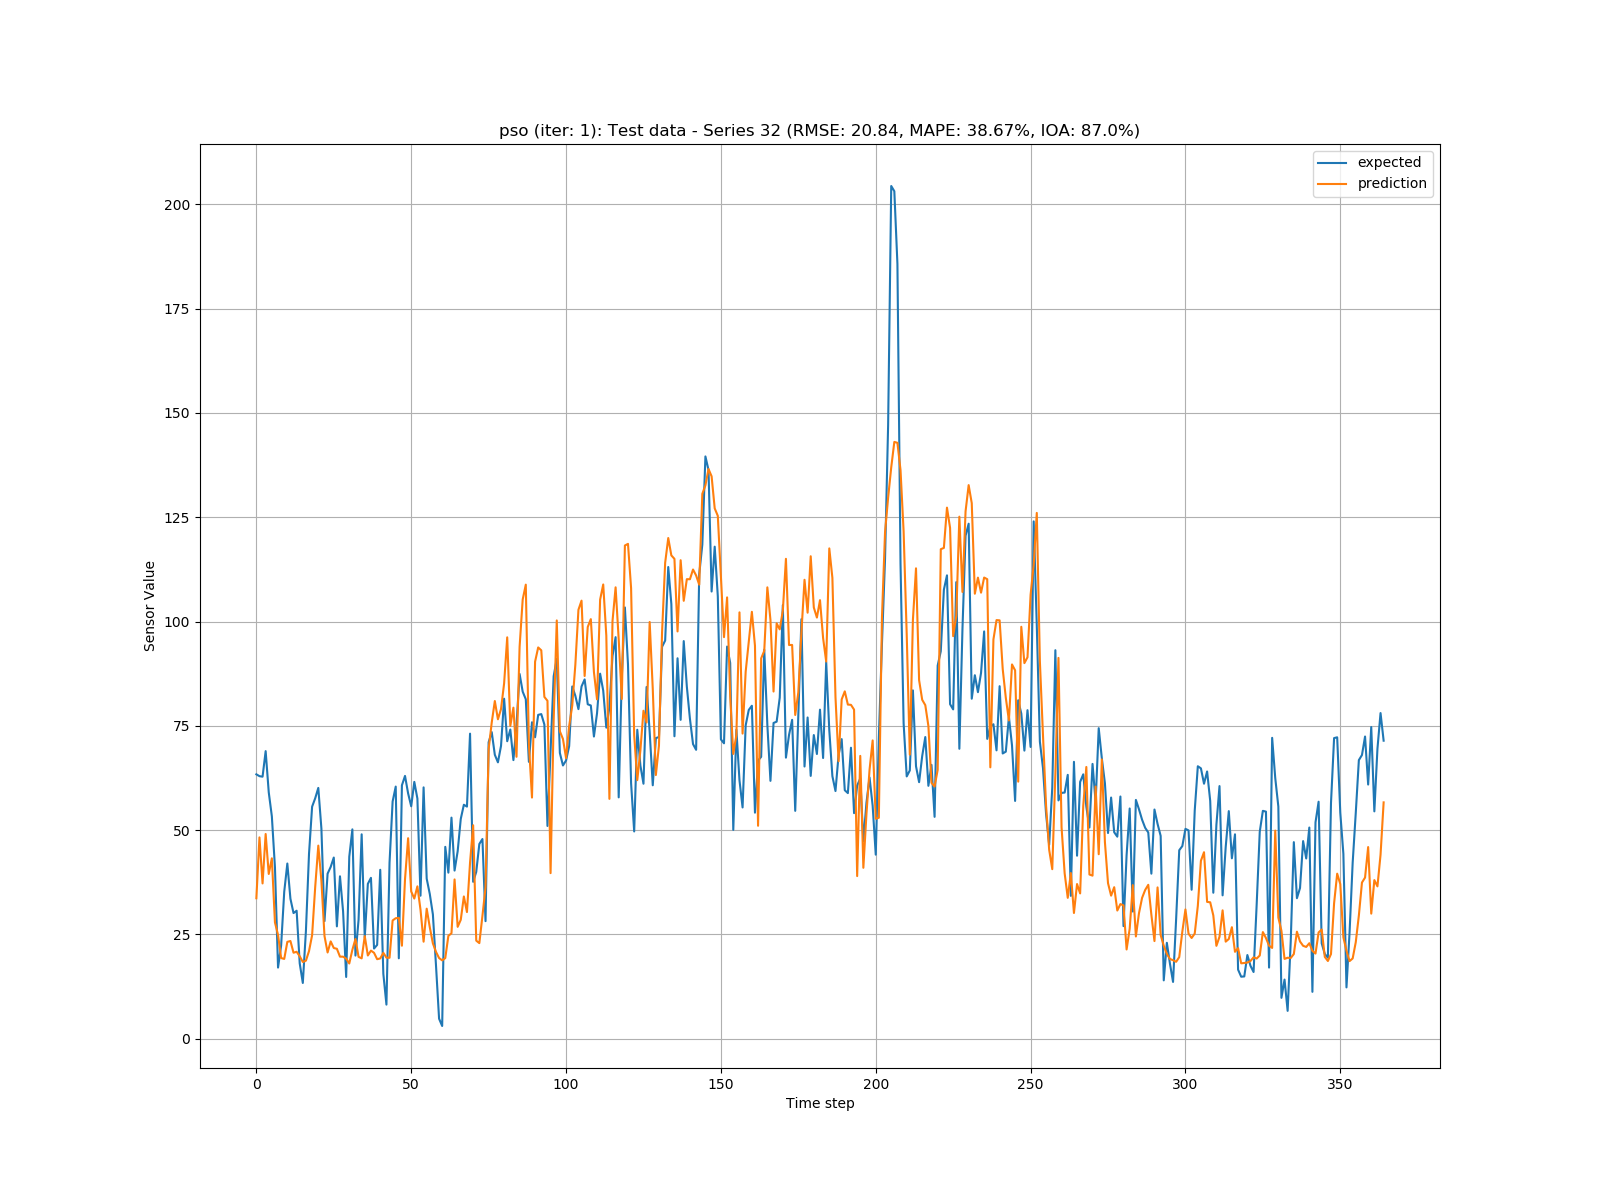 pso (iter: 1): Test data - Series 32 (RMSE: 20.84, MAPE: 38.67%, IOA: 87.0%)
expected
prediction
200
175
150
125
100
75
50
25
0
Sensor Value
0 50 100 150 200 250 300 350
Time step